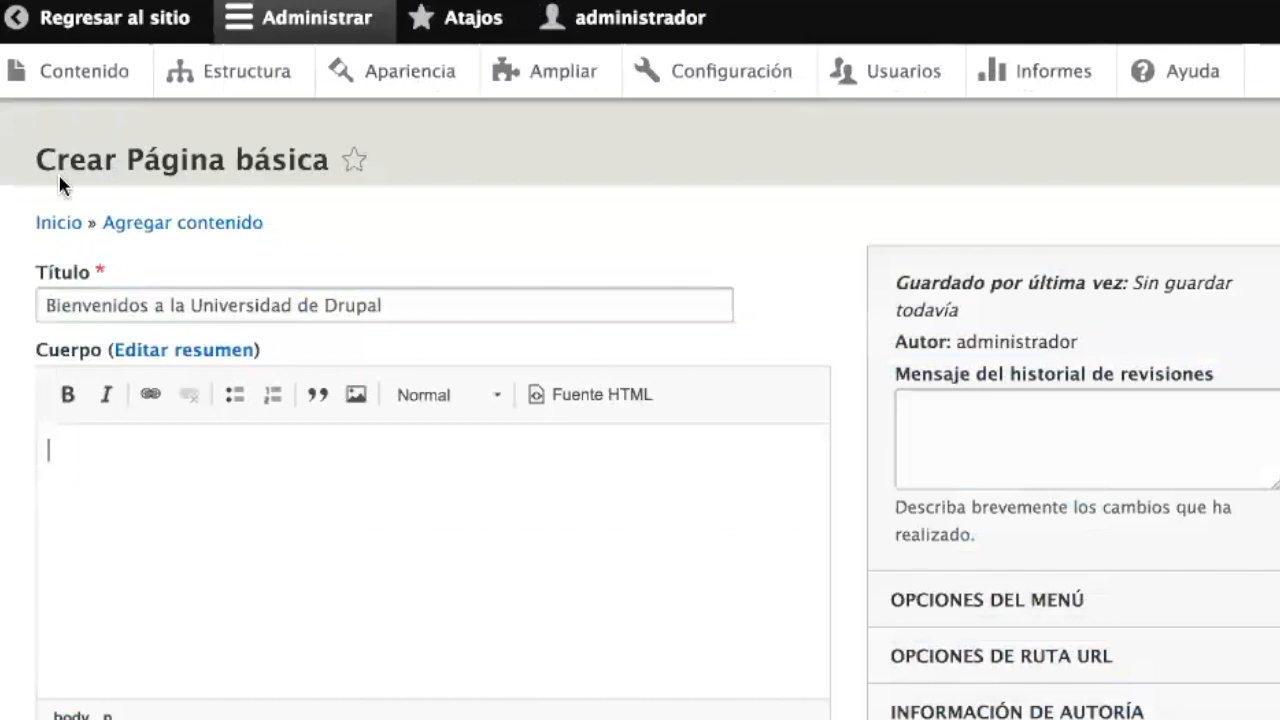 Regresar al sitio Administrar Atajos administrador
Contenido Estructura Apariencia Ampliar Configuración Usuarios Informes Ayuda
Crear Página básica
Inicio » Agregar contenido
Título *
Bienvenidos a la Universidad de Drupal
Cuerpo (Editar resumen)
B I Normal Fuente HTML
body p
Guardado por última vez: Sin guardar
todavía
Autor: administrador
Mensaje del historial de revisiones
Describa brevemente los cambios que ha
realizado.
OPCIONES DEL MENÚ
OPCIONES DE RUTA URL
INFORMACIÓN DE AUTORÍA